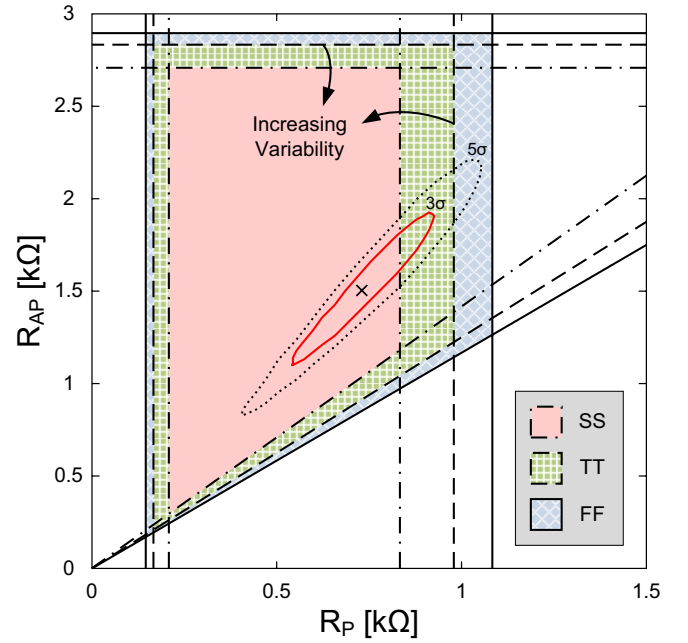 3
2.5
2
1.5
1
0.5
0
R_AP [kΩ]
Increasing
Variability
5σ
3σ
SS
TT
FF
0
0.5
1
1.5
R_P [kΩ]